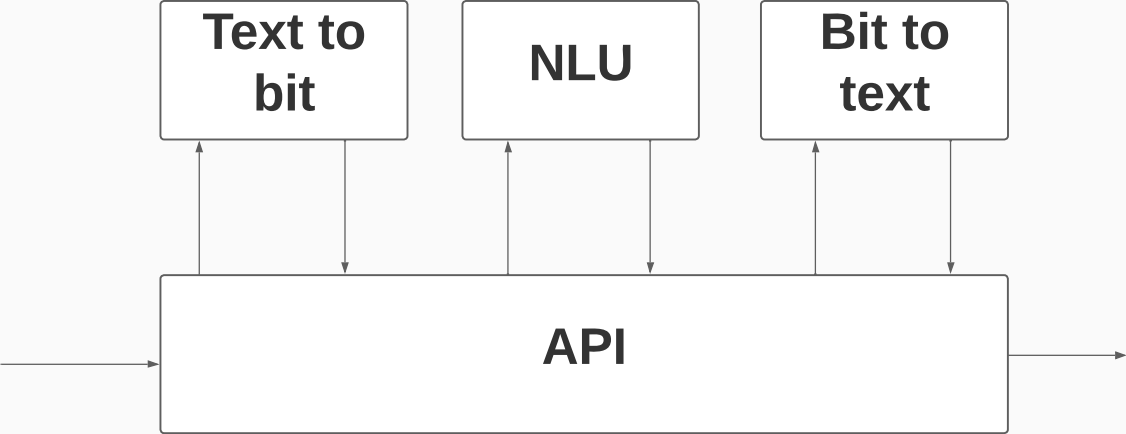 Text to
bit
NLU
Bit to
text
API